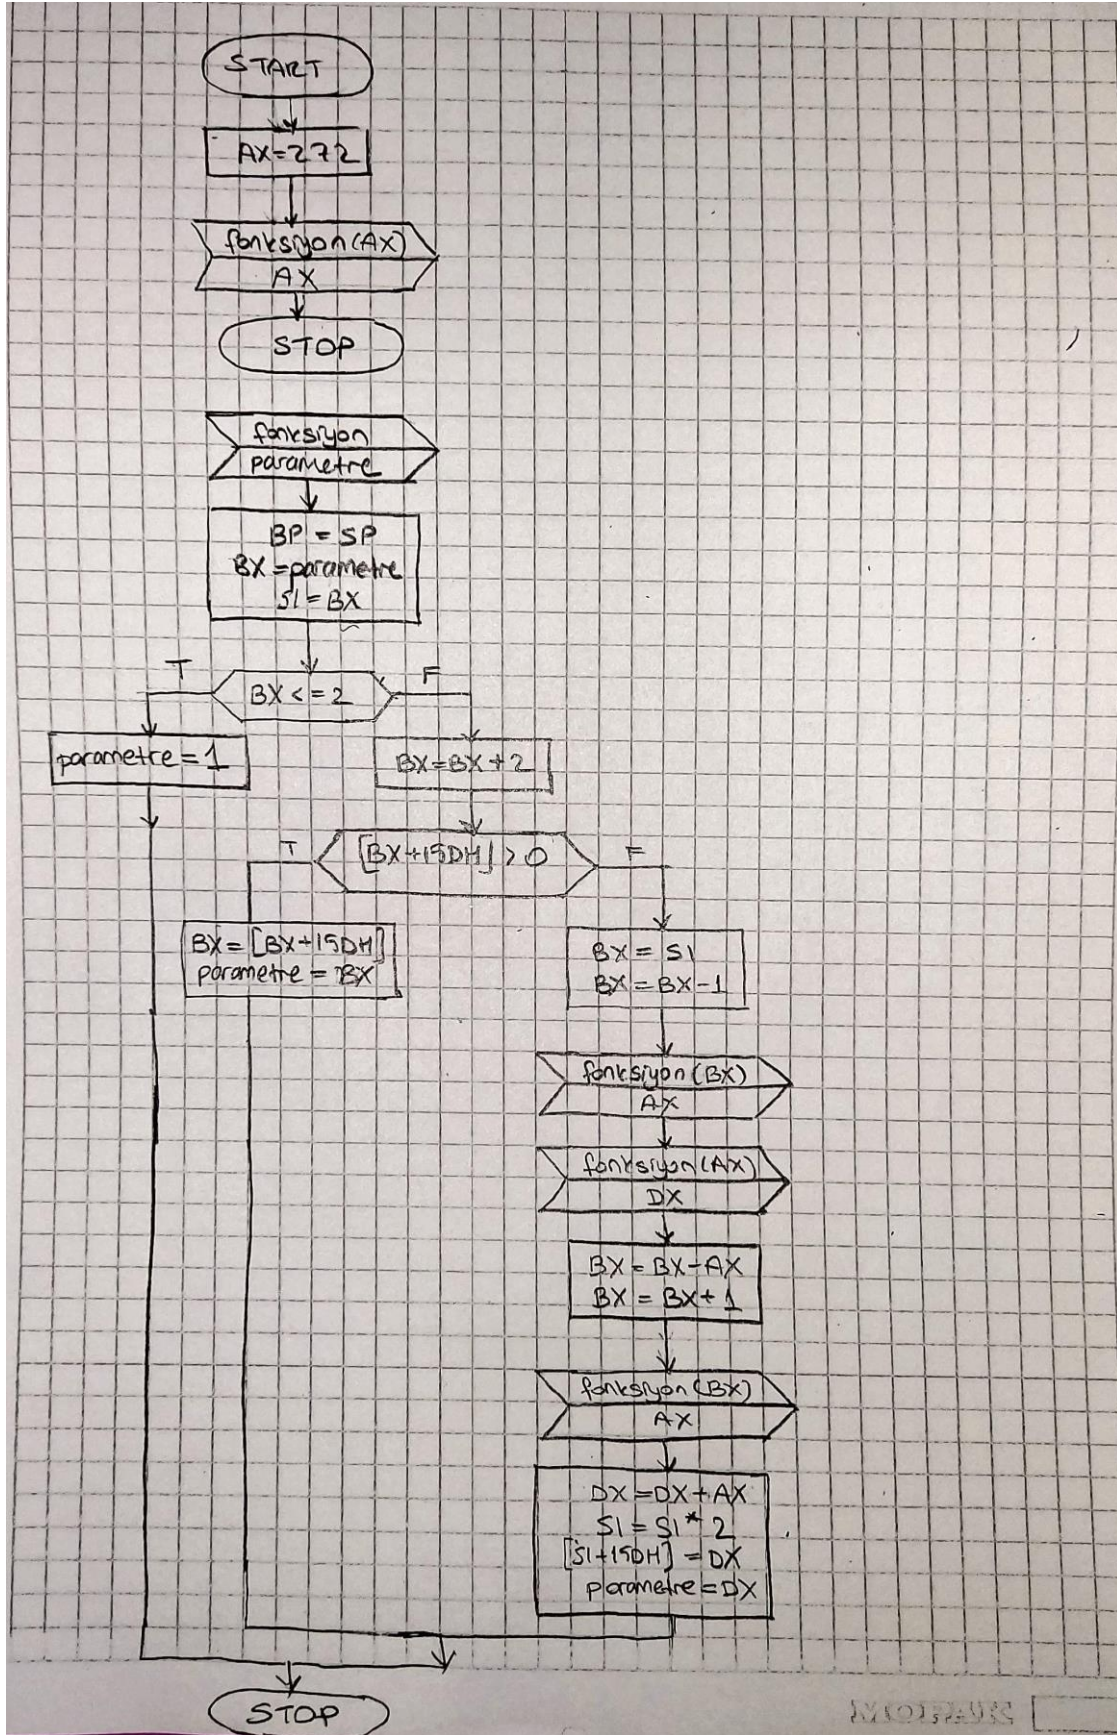 START
AX=272
fonksiyon(AX)
AX
STOP
fonksiyon
parametre
BP = SP
BX=parametre
SI=BX
T
BX<=2
F
parametre=1
BX=BX+2
T
[BX+15DH]>0
F
BX=[BX+15DH]
parametre=BX
BX=SI
BX=BX-1
fonksiyon(BX)
AX
fonksiyon(AX)
DX
BX=BX-AX
BX=BX+1
fonksiyon(BX)
AX
DX=DX+AX
SI=SI*2
[SI+15DH]=DX
parametre=DX
STOP